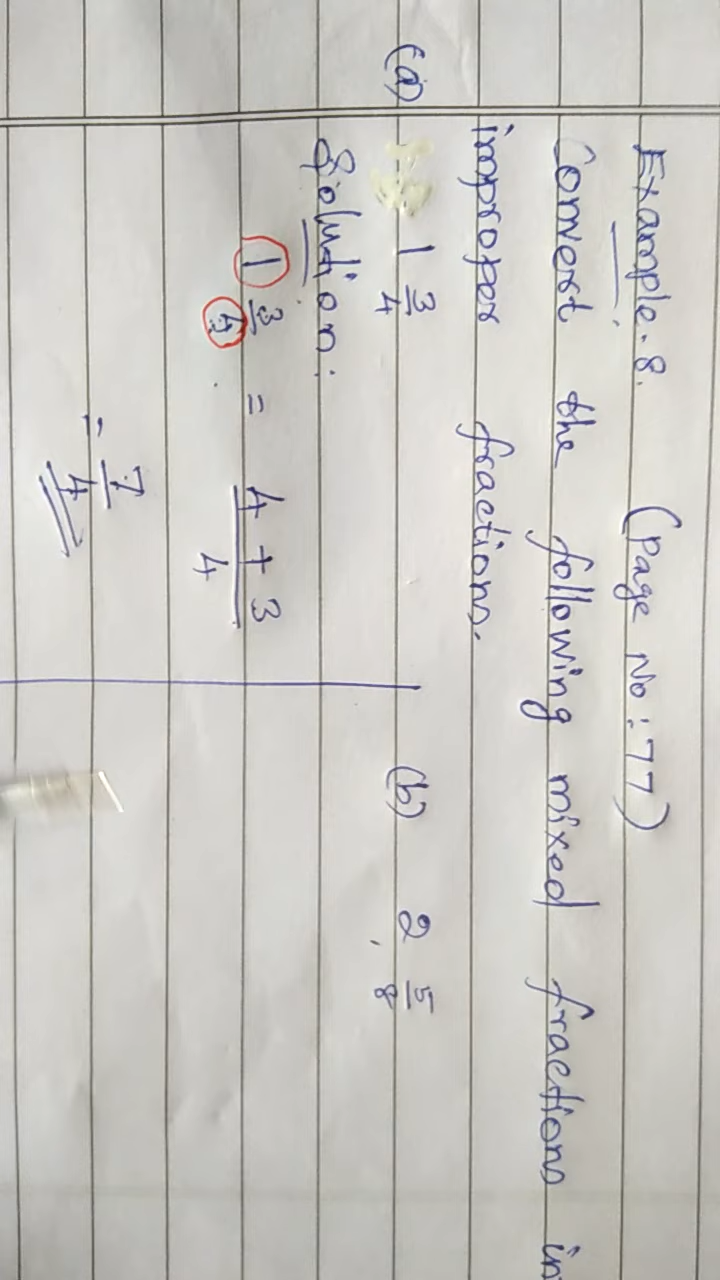 Example.8. (Page No: 77)
Convert the following mixed fractions in
improper fractions.
(a) 1 3/4 (b) 2 5/8
Solution:
1 3/4 = 4 + 3/4
= 7/4